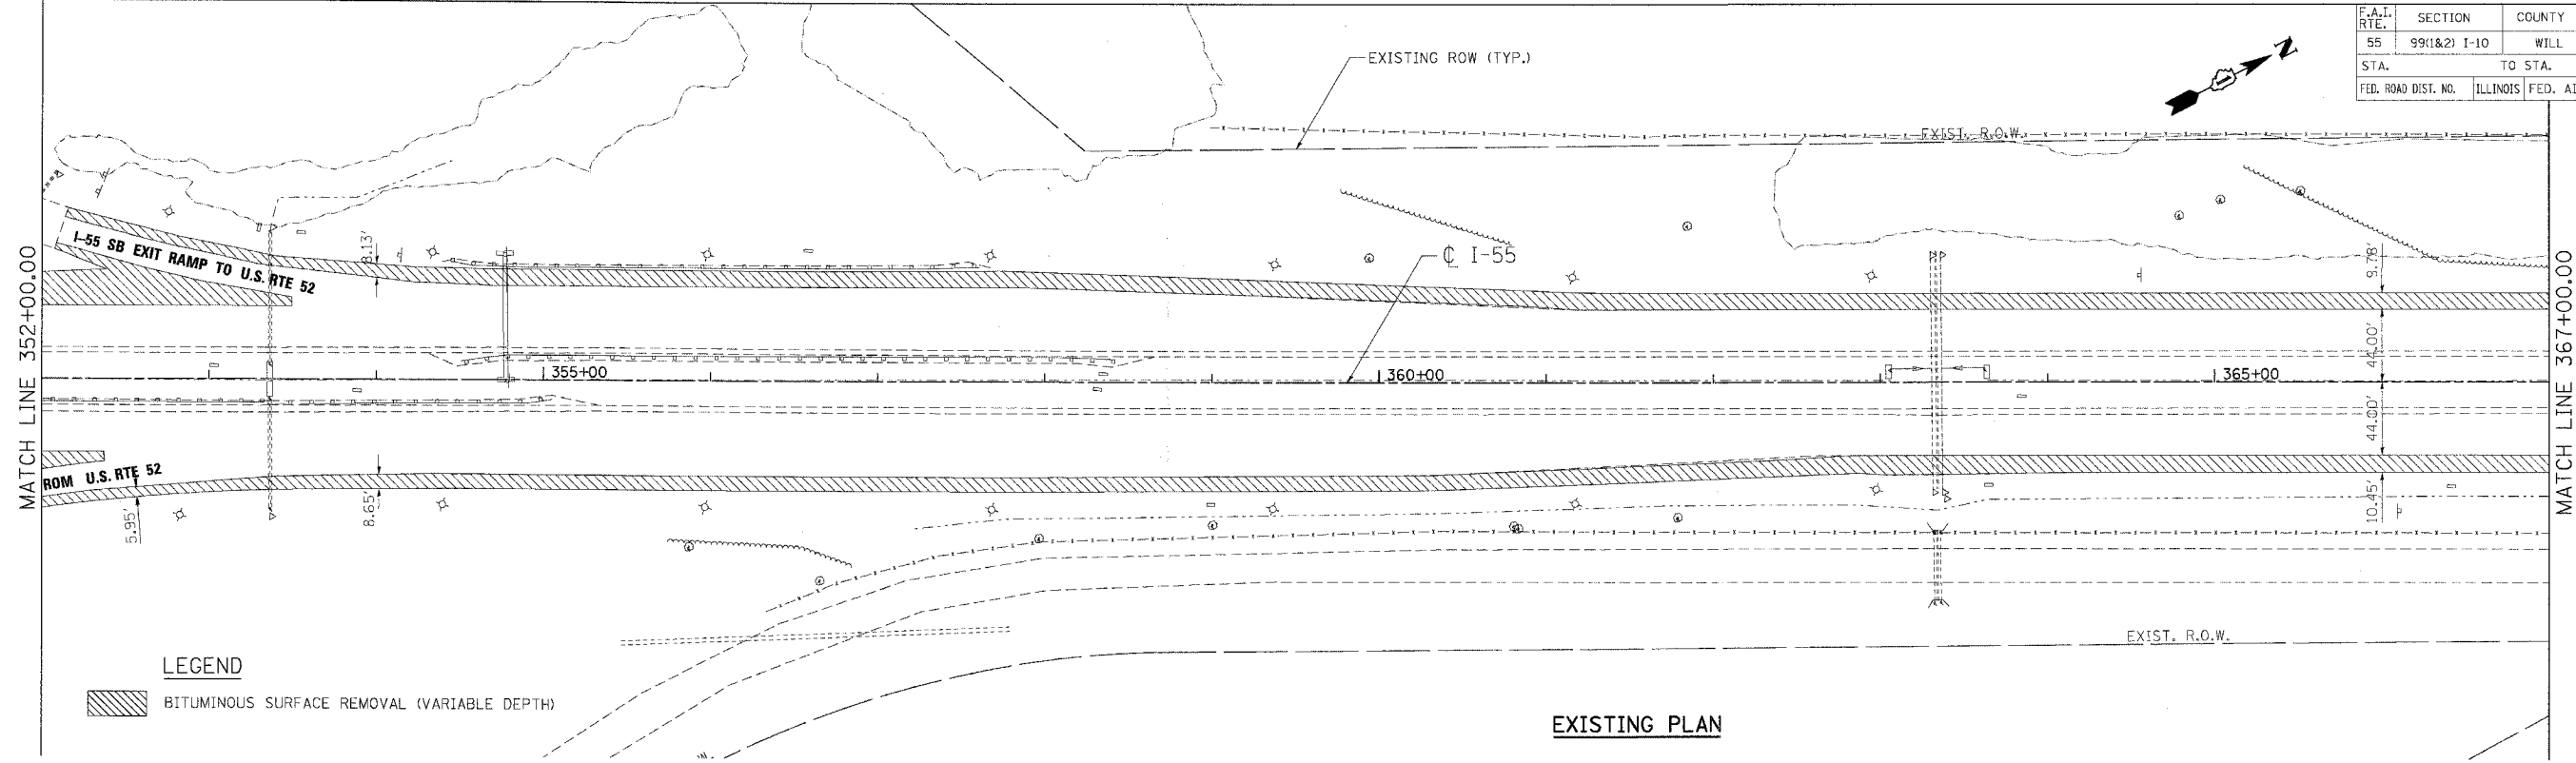 F.A.I. RTE. SECTION COUNTY
55 99(1&2) I-10 WILL
STA. TO STA.
FED. ROAD DIST. NO. ILLINOIS FED. AI
N
EXISTING ROW (TYP.)
EXIST. R.O.W.
I-55 SB EXIT RAMP TO U.S. RTE 52
8.13'
℄ I-55
9.78'
MATCH LINE 352+00.00
MATCH LINE 367+00.00
44.00'
355+00
360+00
365+00
44.00'
ROM U.S. RTE 52
5.95'
8.65'
10.45'
EXIST. R.O.W.
LEGEND
BITUMINOUS SURFACE REMOVAL (VARIABLE DEPTH)
EXISTING PLAN